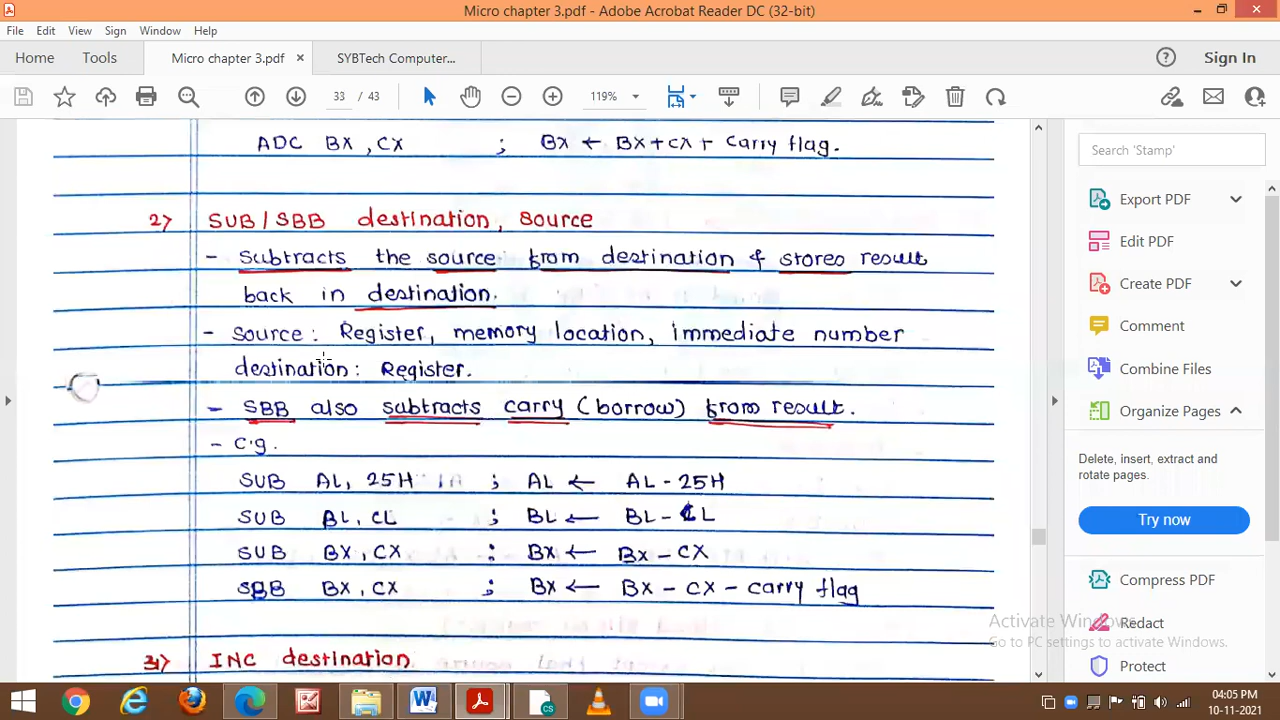 Micro chapter 3.pdf - Adobe Acrobat Reader DC (32-bit)
File Edit View Sign Window Help
Home Tools Micro chapter 3.pdf × SYBTech Computer... Sign In
33 / 43 119%
ADC BX , CX ; BX ← BX + CX + Carry flag.
2) SUB / SBB destination, source
- Subtracts the source from destination & stores result
back in destination.
- Source : Register, memory location, immediate number
destination : Register.
- SBB also subtracts carry (borrow) from result.
- e.g.
SUB AL, 25H ; AL ← AL - 25H
SUB BL, CL ; BL ← BL - CL
SUB BX, CX ; BX ← BX - CX
SBB BX, CX ; BX ← BX - CX - carry flag
3) INC destination
Search 'Stamp'
Export PDF
Edit PDF
Create PDF
Comment
Combine Files
Organize Pages
Delete, insert, extract and
rotate pages.
Try now
Compress PDF
Redact
Protect
Activate Windows
Go to PC settings to activate Windows.
04:05 PM
10-11-2021